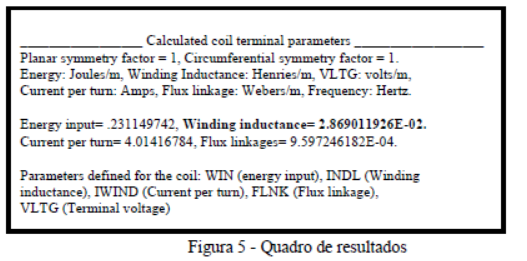 __________________ Calculated coil terminal parameters ___________________
Planar symmetry factor = 1, Circumferential symmetry factor = 1.
Energy: Joules/m, Winding Inductance: Henries/m, VLTG: volts/m,
Current per turn: Amps, Flux linkage: Webers/m, Frequency: Hertz.
Energy input= .231149742, Winding inductance= 2.869011926E-02.
Current per turn= 4.01416784, Flux linkages= 9.597246182E-04.
Parameters defined for the coil: WIN (energy input), INDL (Winding
inductance), IWIND (Current per turn), FLNK (Flux linkage),
VLTG (Terminal voltage)
Figura 5 - Quadro de resultados